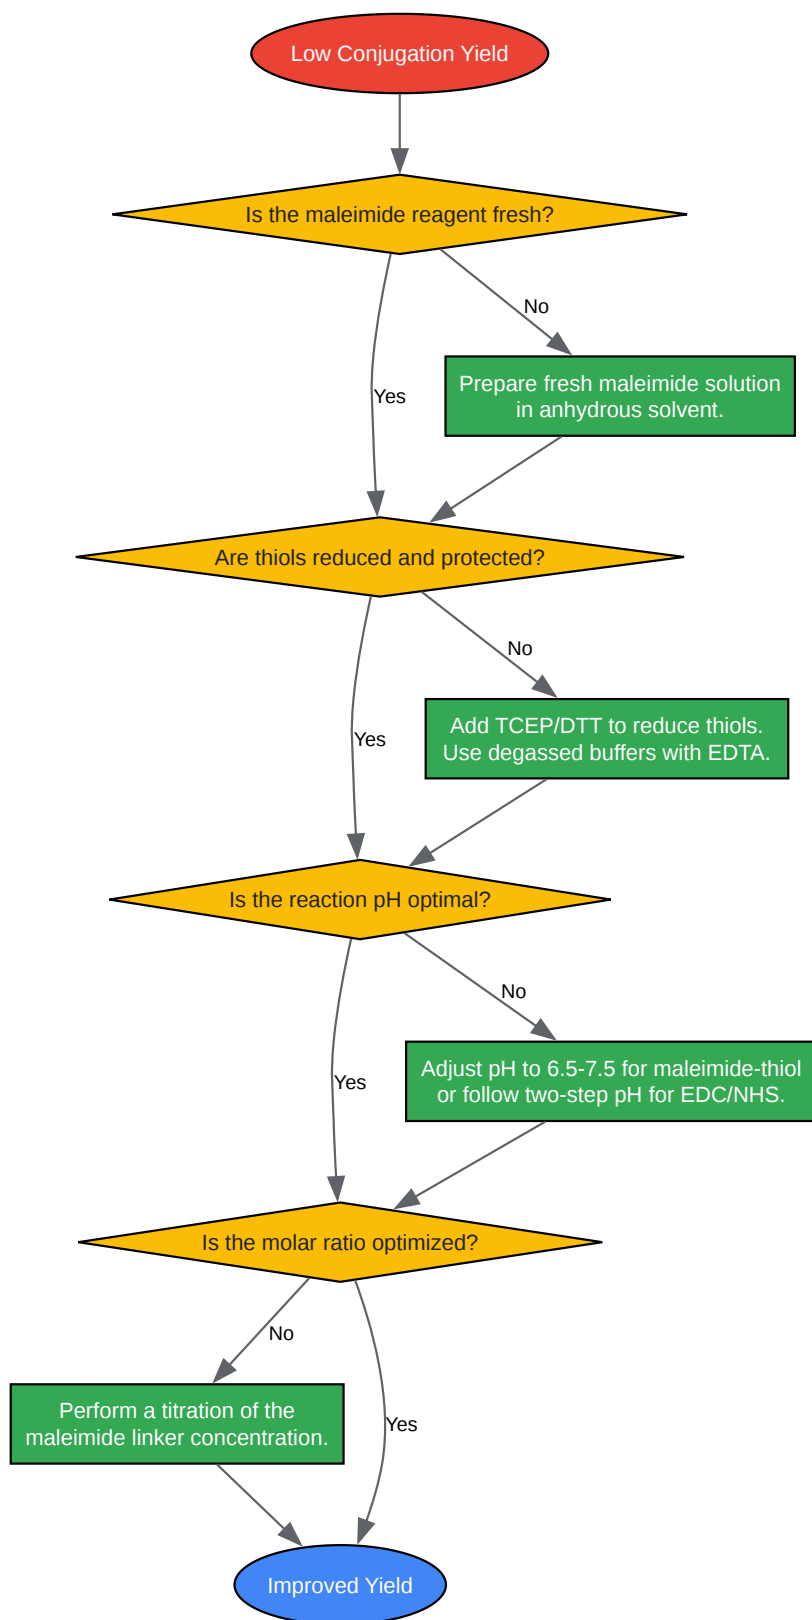 Low Conjugation Yield
Is the maleimide reagent fresh?
No
Prepare fresh maleimide solution
in anhydrous solvent.
Yes
Are thiols reduced and protected?
No
Add TCEP/DTT to reduce thiols.
Use degassed buffers with EDTA.
Yes
Is the reaction pH optimal?
No
Adjust pH to 6.5-7.5 for maleimide-thiol
or follow two-step pH for EDC/NHS.
Yes
Is the molar ratio optimized?
No
Perform a titration of the
maleimide linker concentration.
Yes
Improved Yield